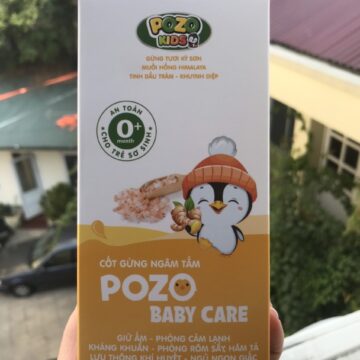 POZO
KIDS
GỪNG TƯƠI KỲ SƠN
MUỐI HỒNG HIMALAYA
TINH DẦU TRÀM - KHUYNH DIỆP
AN TOÀN
0+
month
CHO TRẺ SƠ SINH
CỐT GỪNG NGÂM TẮM
POZO
BABY CARE
GIỮ ẤM - PHÒNG CẢM LẠNH
KHÁNG KHUẨN - PHÒNG RÔM SẢY, HĂM TÃ
LƯU THÔNG KHÍ HUYẾT - NGỦ NGON GIẤC